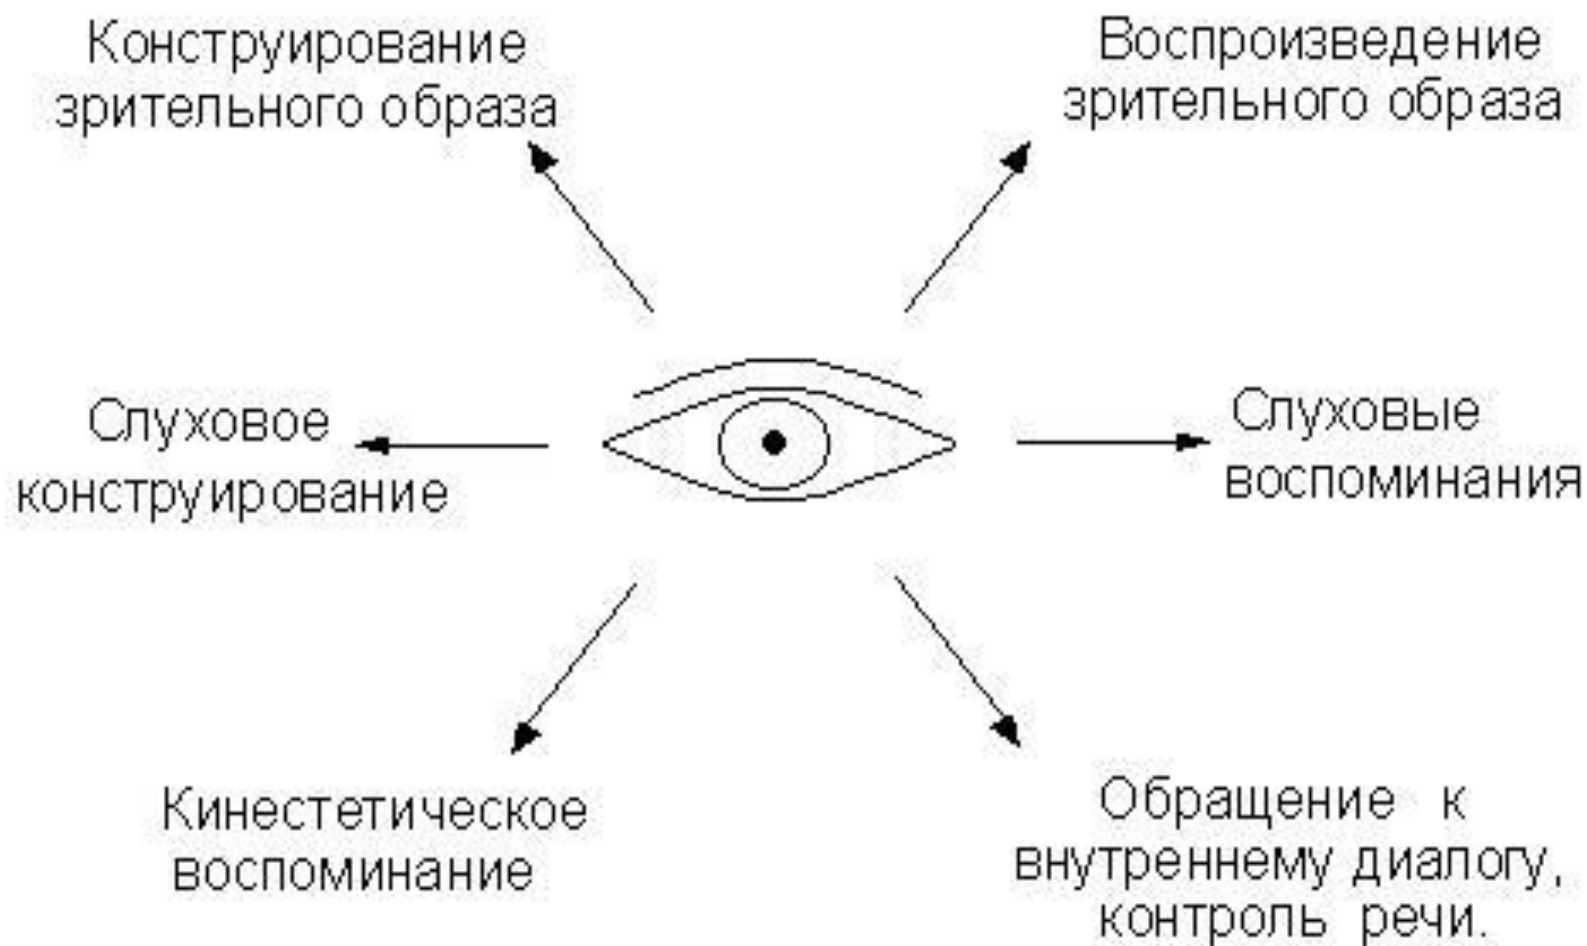 Конструирование
зрительного образа
Воспроизведение
зрительного образа
Слуховое
конструирование
Слуховые
воспоминания
Кинестетическое
воспоминание
Обращение к
внутреннему диалогу,
контроль речи.